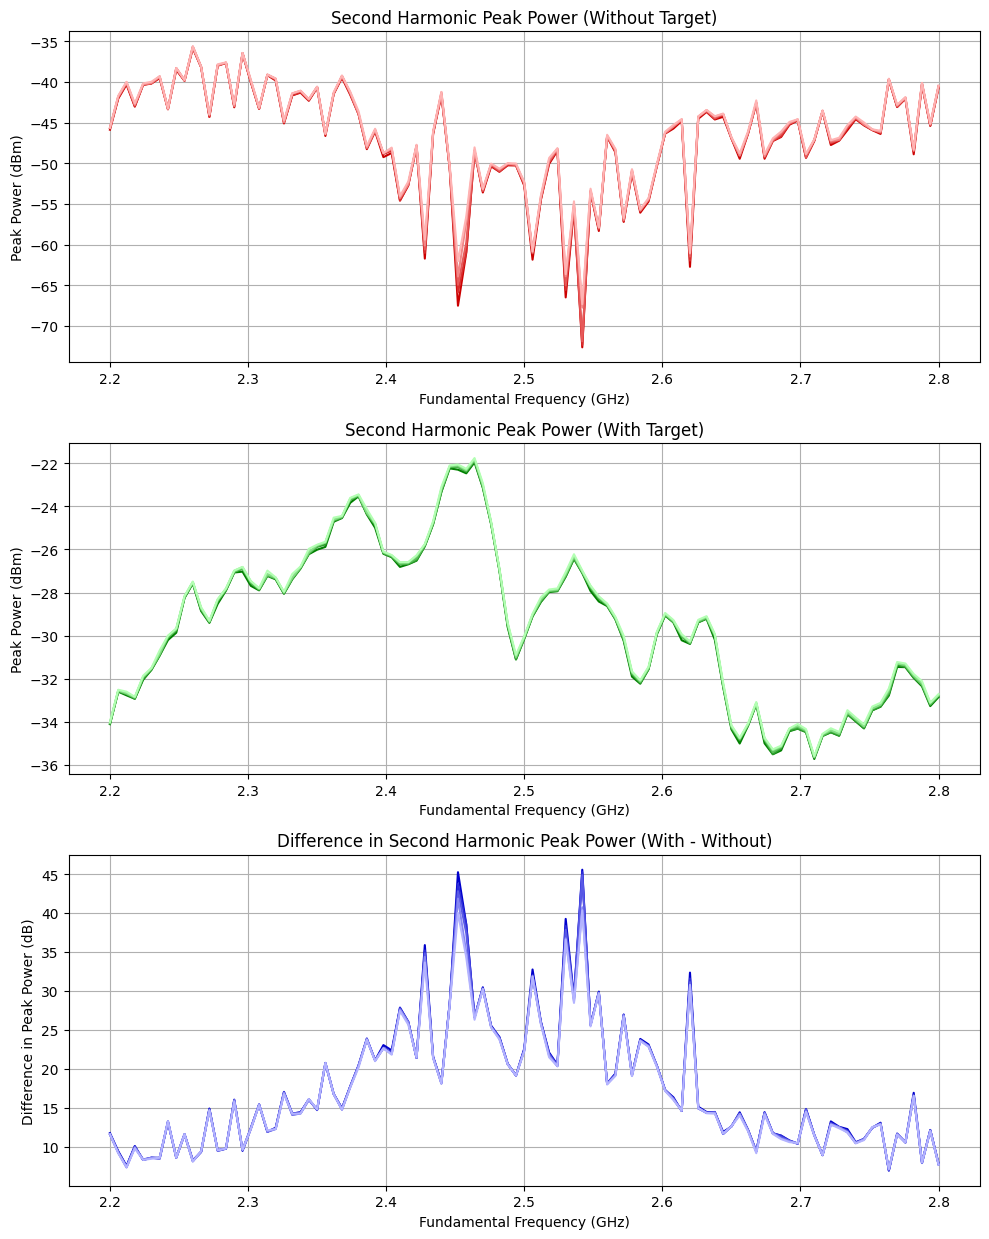 Second Harmonic Peak Power (Without Target)
Peak Power (dBm)
−35
−40
−45
−50
−55
−60
−65
−70
2.2 2.3 2.4 2.5 2.6 2.7 2.8
Fundamental Frequency (GHz)
Second Harmonic Peak Power (With Target)
Peak Power (dBm)
−22
−24
−26
−28
−30
−32
−34
−36
2.2 2.3 2.4 2.5 2.6 2.7 2.8
Fundamental Frequency (GHz)
Difference in Second Harmonic Peak Power (With - Without)
Difference in Peak Power (dB)
45
40
35
30
25
20
15
10
2.2 2.3 2.4 2.5 2.6 2.7 2.8
Fundamental Frequency (GHz)